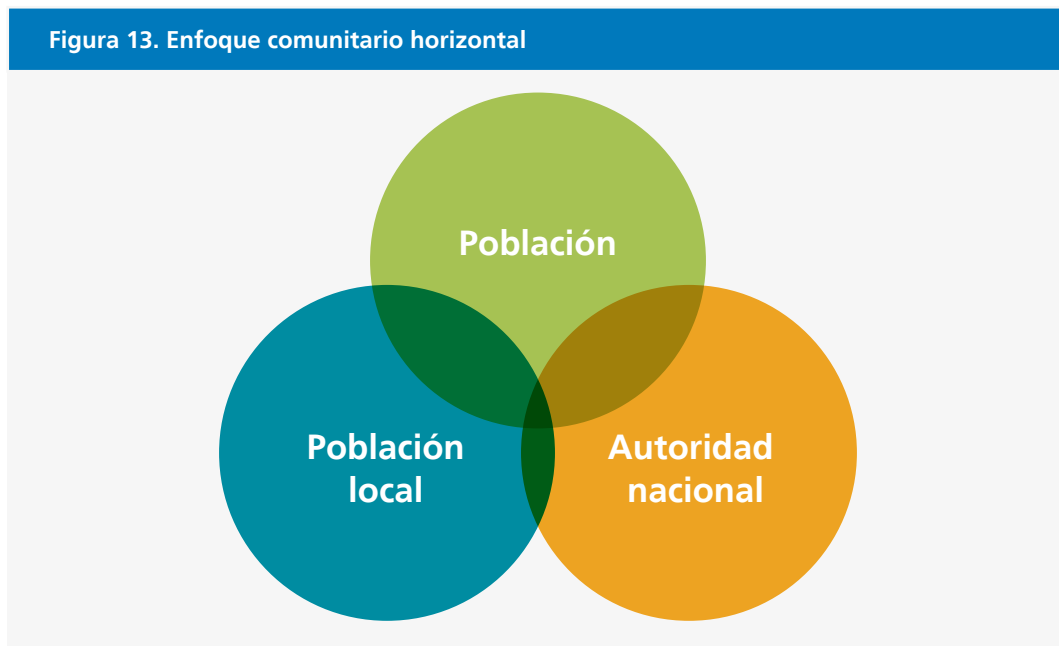 Figura 13. Enfoque comunitario horizontal
Población
Población
local
Autoridad
nacional